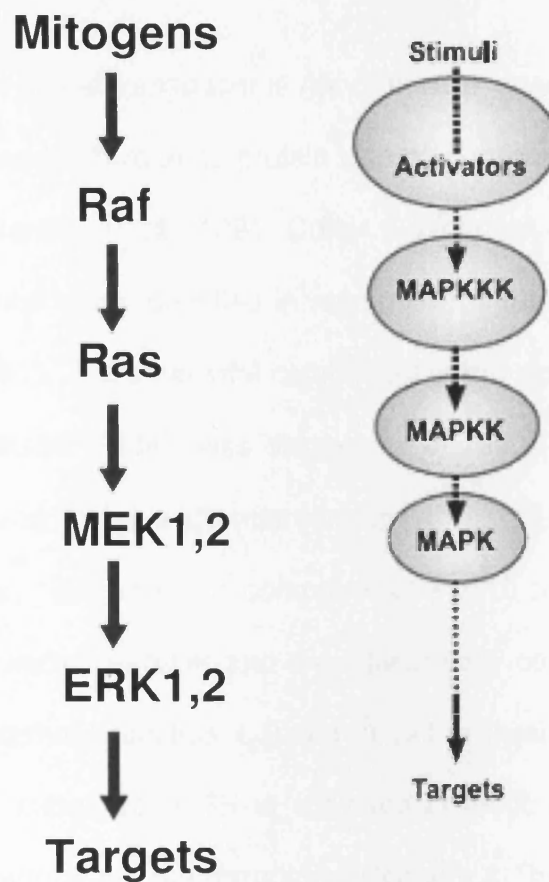 Mitogens
Raf
Ras
MEK1,2
ERK1,2
Targets
Stimuli
Activators
MAPKKK
MAPKK
MAPK
Targets